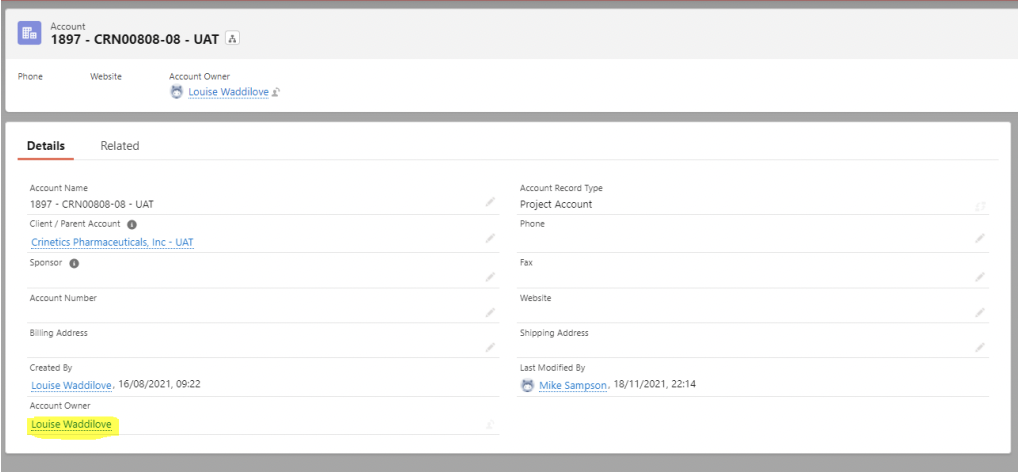 Account
1897 - CRN00808-08 - UAT
Phone Website Account Owner
Louise Waddilove
Details Related
Account Name Account Record Type
1897 - CRN00808-08 - UAT Project Account
Client / Parent Account Phone
Crinetics Pharmaceuticals, Inc - UAT
Sponsor Fax
Account Number Website
Billing Address Shipping Address
Created By Last Modified By
Louise Waddilove, 16/08/2021, 09:22 Mike Sampson, 18/11/2021, 22:14
Account Owner
Louise Waddilove